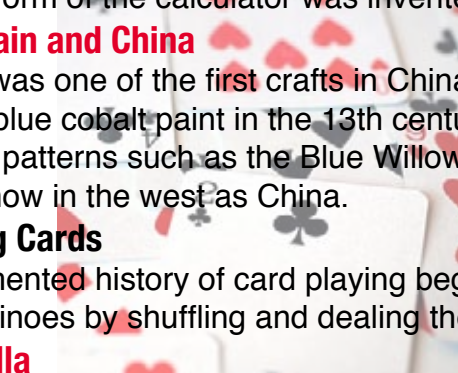 orm of the calculator was invente
ain and China
was one of the first crafts in China
blue cobalt paint in the 13th centu
patterns such as the Blue Willow
now in the west as China.
g Cards
mented history of card playing beg
inoes by shuffling and dealing the
lla